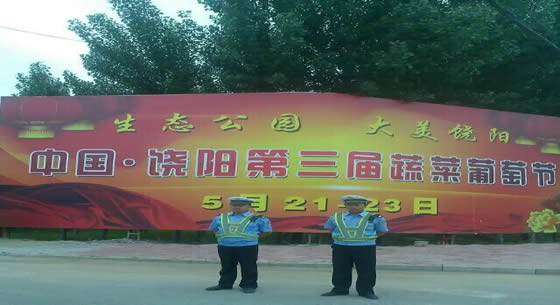 生态公园 大美饶阳
中国·饶阳第三届蔬菜葡萄节
5月21-23日